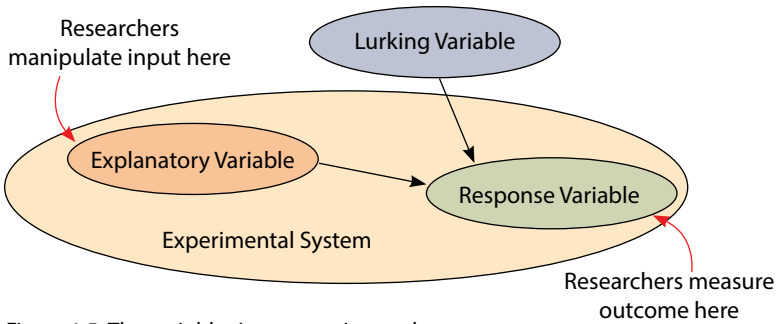 Researchers
manipulate input here
Lurking Variable
Explanatory Variable
Response Variable
Experimental System
Researchers measure
outcome here